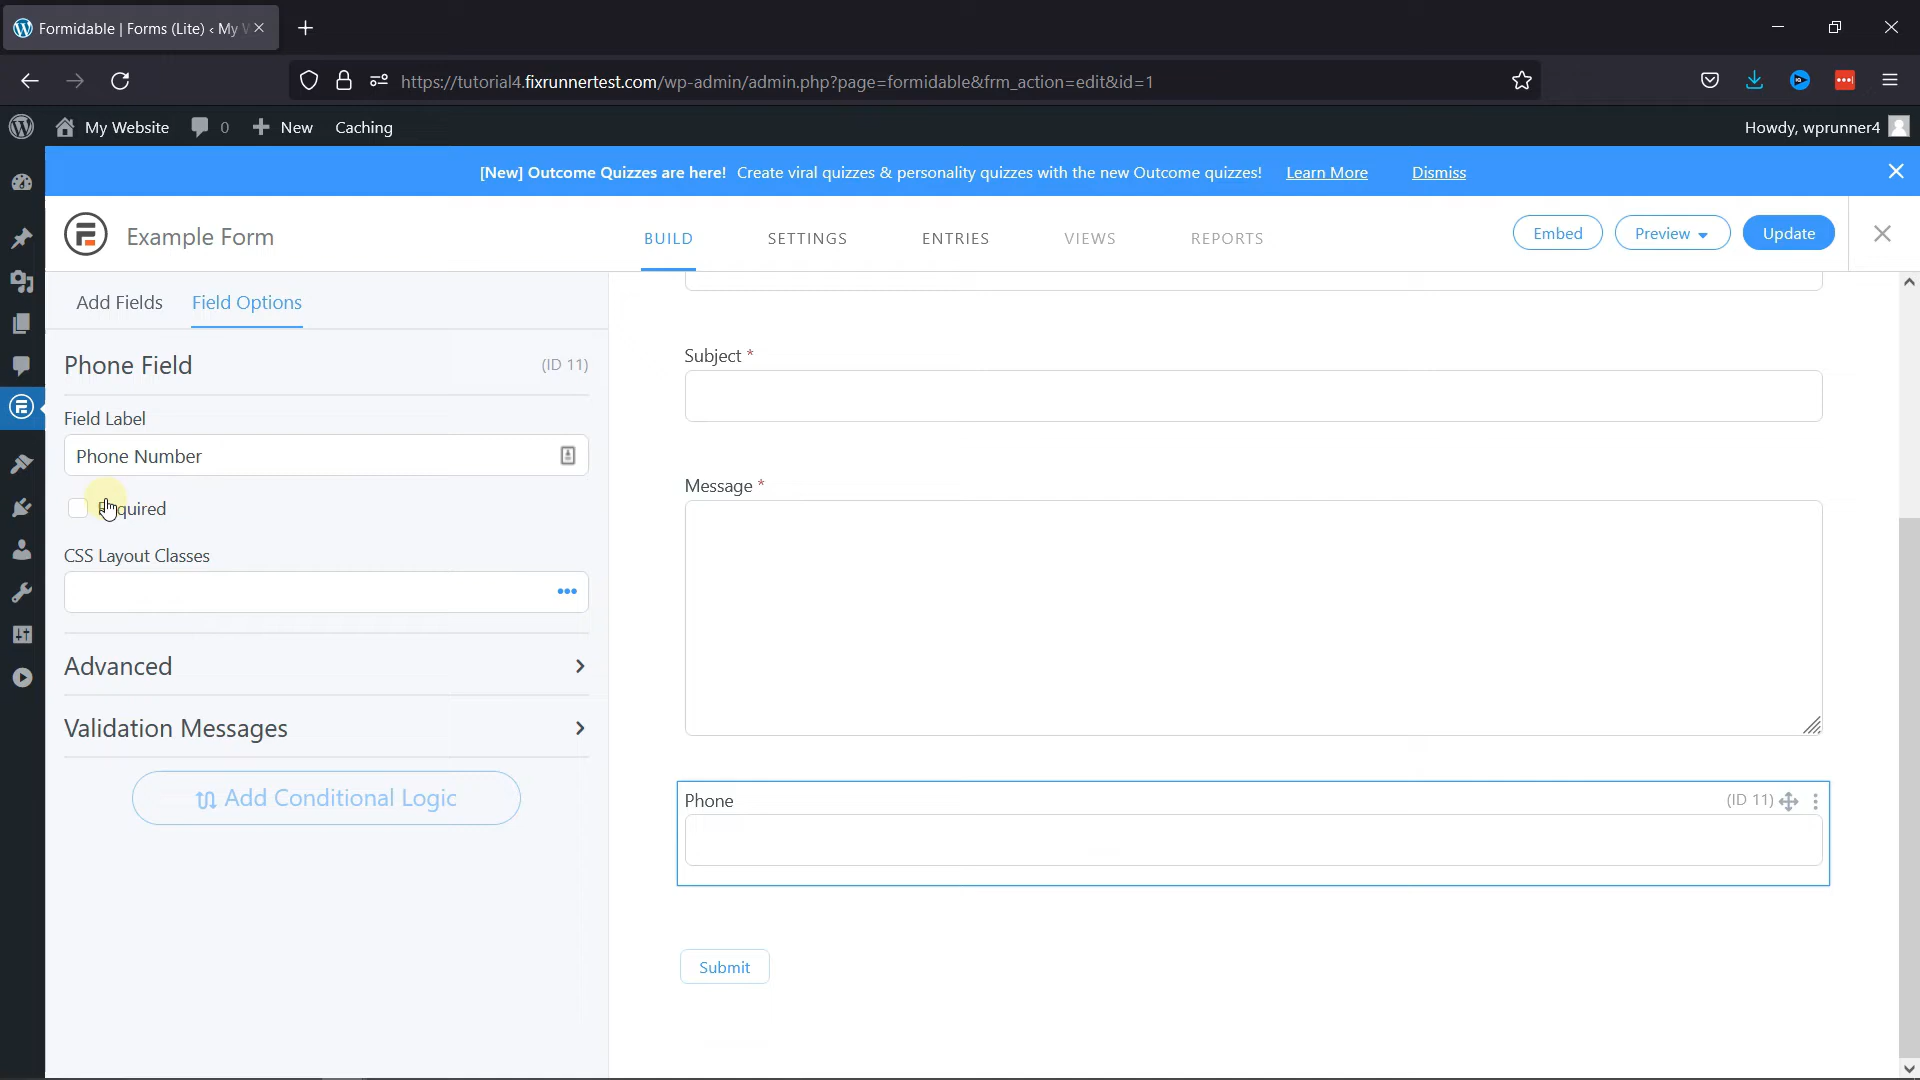 Formidable | Forms (Lite) ‹ My W
https://tutorial4.fixrunnertest.com/wp-admin/admin.php?page=formidable&frm_action=edit&id=1
My Website 0 New Caching Howdy, wprunner4
[New] Outcome Quizzes are here! Create viral quizzes & personality quizzes with the new Outcome quizzes! Learn More Dismiss
Example Form BUILD SETTINGS ENTRIES VIEWS REPORTS Embed Preview Update
Add Fields Field Options
Phone Field (ID 11)
Field Label
Phone Number
Required
CSS Layout Classes
Advanced
Validation Messages
Add Conditional Logic
Subject *
Message *
Phone (ID 11)
Submit